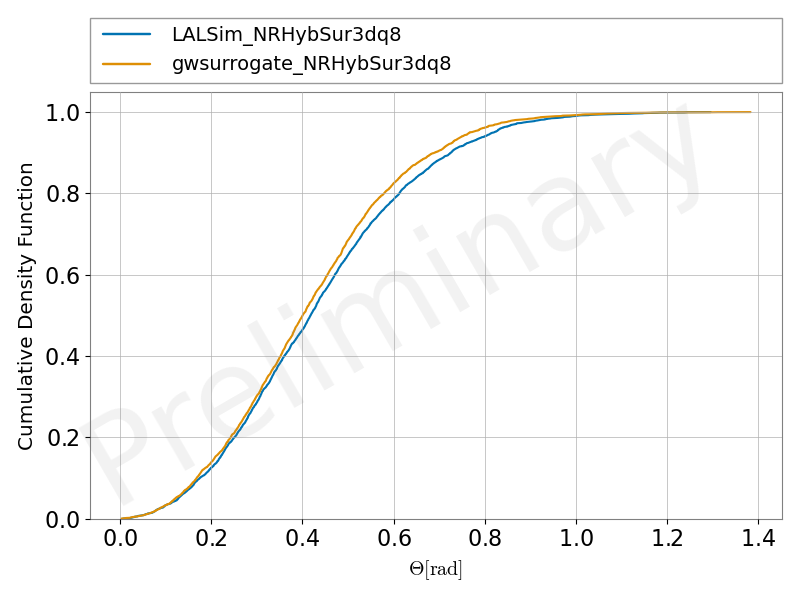 LALSim_NRHybSur3dq8
gwsurrogate_NRHybSur3dq8
1.0
0.8
0.6
0.4
0.2
0.0
Cumulative Density Function
Preliminary
0.0 0.2 0.4 0.6 0.8 1.0 1.2 1.4
Θ[rad]